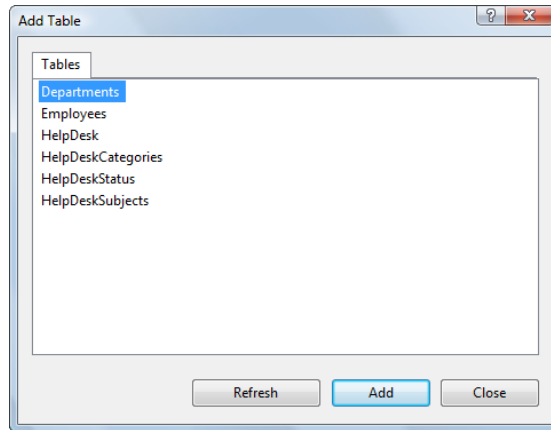 Add Table
?
Tables
Departments
Employees
HelpDesk
HelpDeskCategories
HelpDeskStatus
HelpDeskSubjects
Refresh Add Close